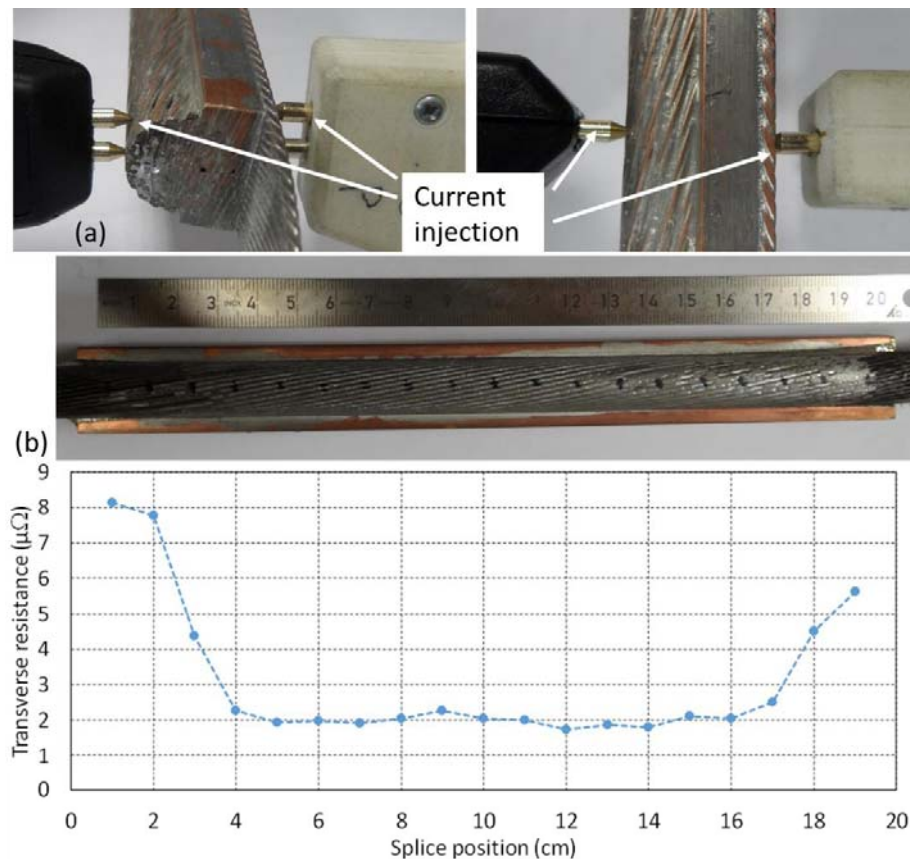 (a)
Current
injection
1 2 3 4 5 6 7 8 9 12 13 14 15 16 17 18 19 20
INOX
(b)
9
8
7
6
5
4
3
2
1
0
Transverse resistance (µΩ)
0 2 4 6 8 10 12 14 16 18 20
Splice position (cm)